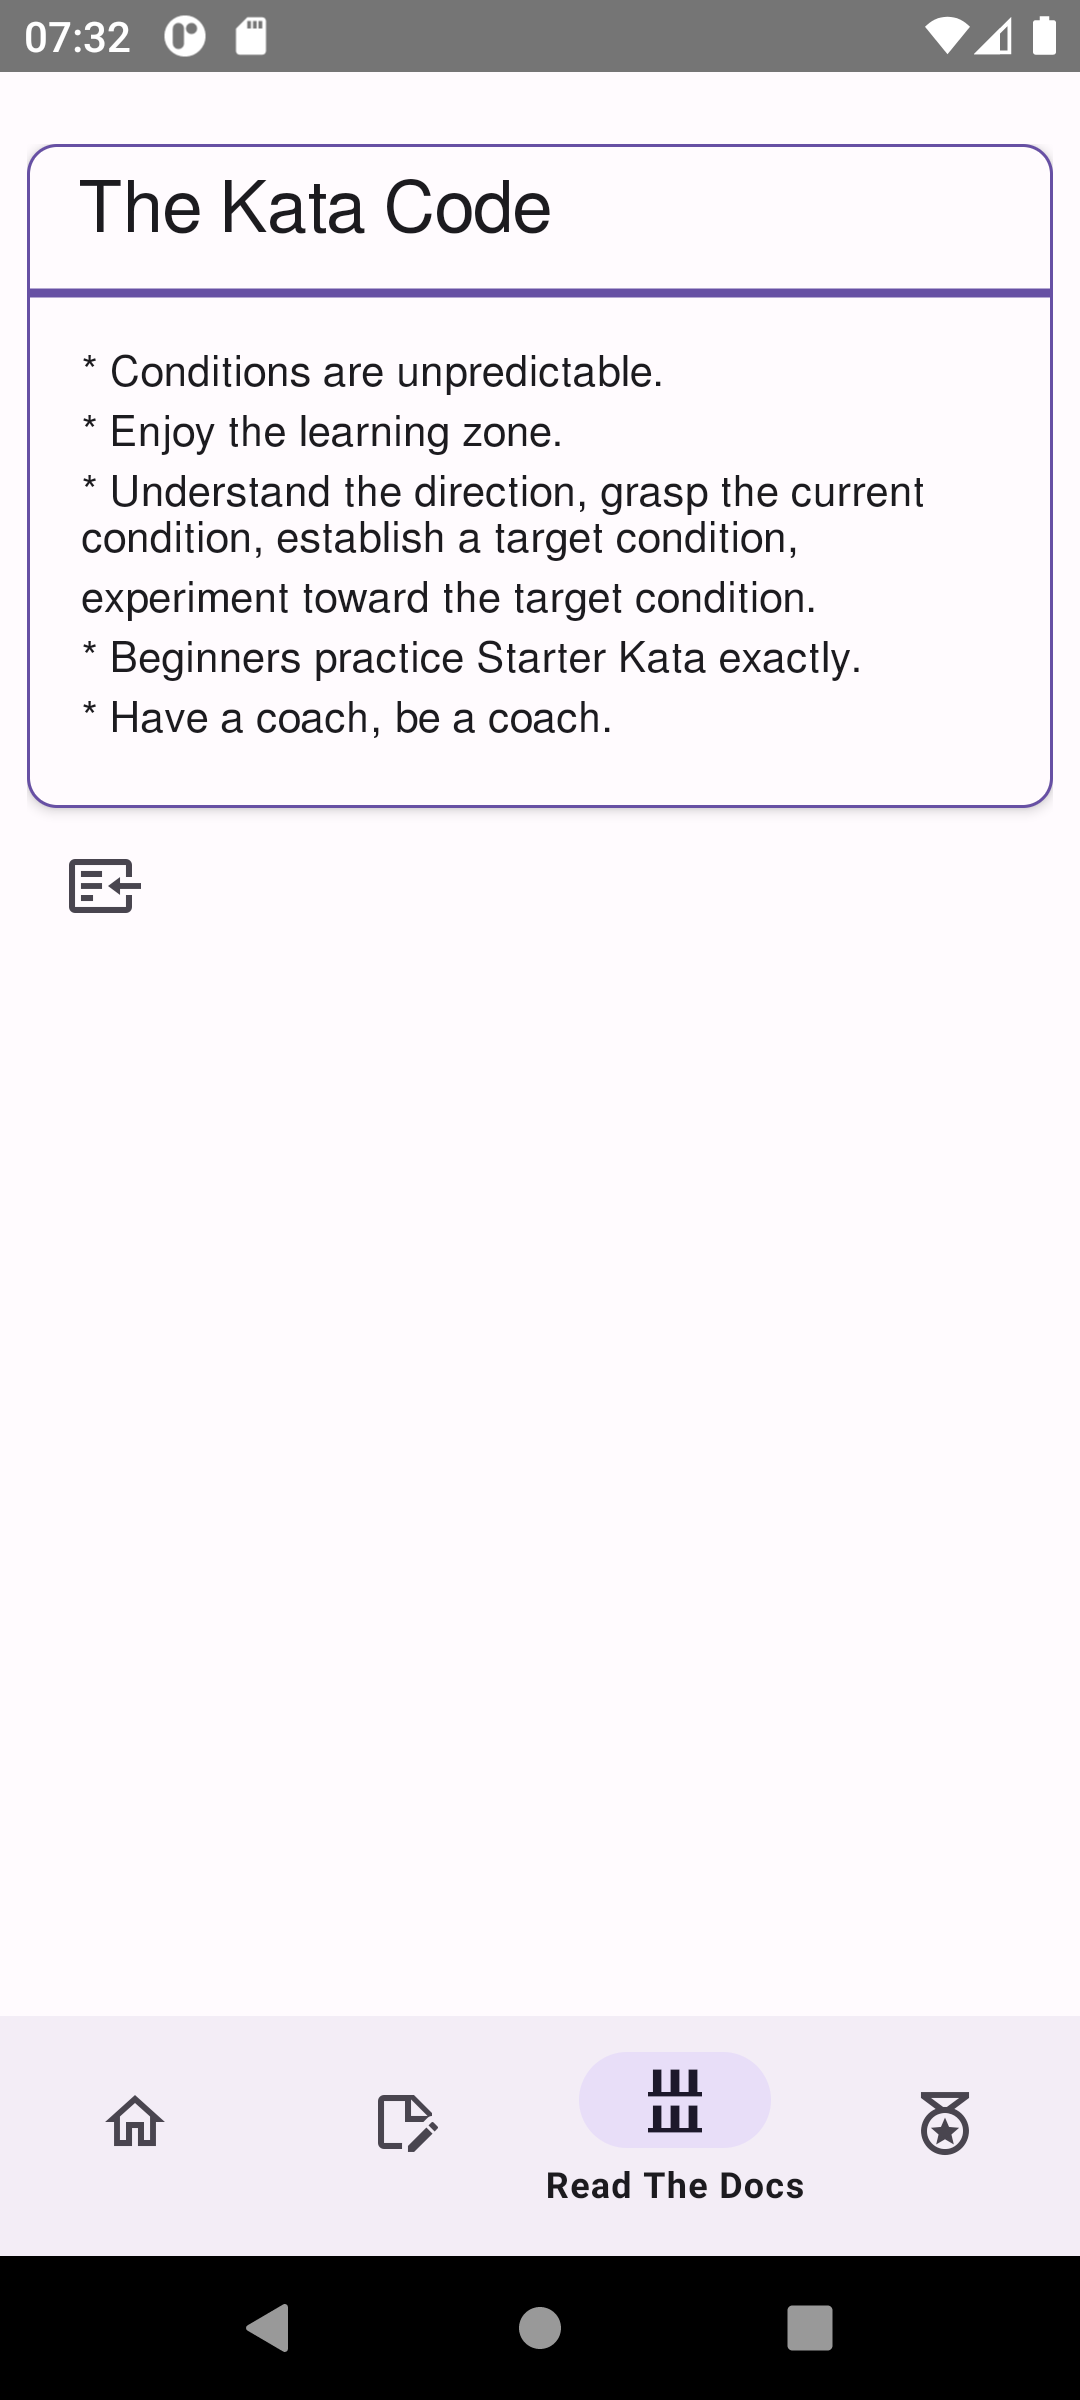 07:32
The Kata Code
* Conditions are unpredictable.
* Enjoy the learning zone.
* Understand the direction, grasp the current
condition, establish a target condition,
experiment toward the target condition.
* Beginners practice Starter Kata exactly.
* Have a coach, be a coach.
Read The Docs